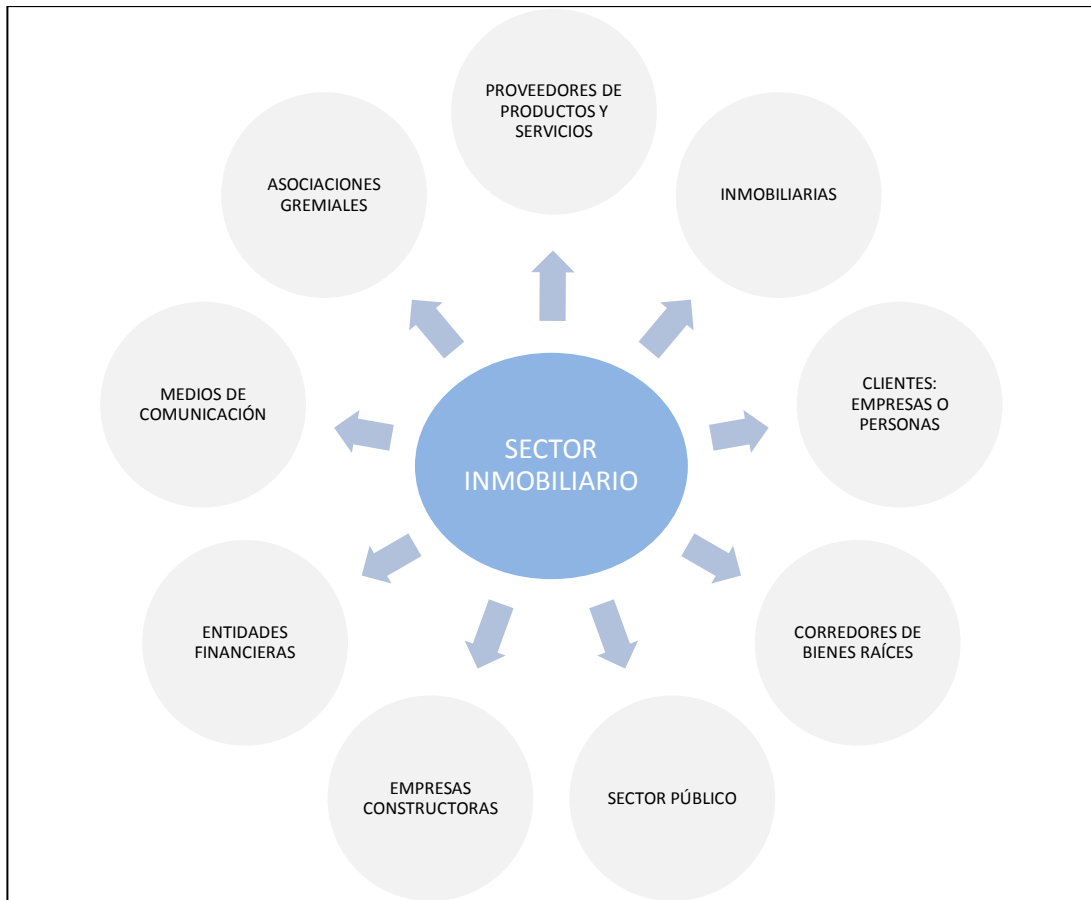 PROVEEDORES DE
PRODUCTOS Y
SERVICIOS
INMOBILIARIAS
CLIENTES:
EMPRESAS O
PERSONAS
CORREDORES DE
BIENES RAÍCES
SECTOR PÚBLICO
EMPRESAS
CONSTRUCTORAS
ENTIDADES
FINANCIERAS
MEDIOS DE
COMUNICACIÓN
ASOCIACIONES
GREMIALES
SECTOR
INMOBILIARIO